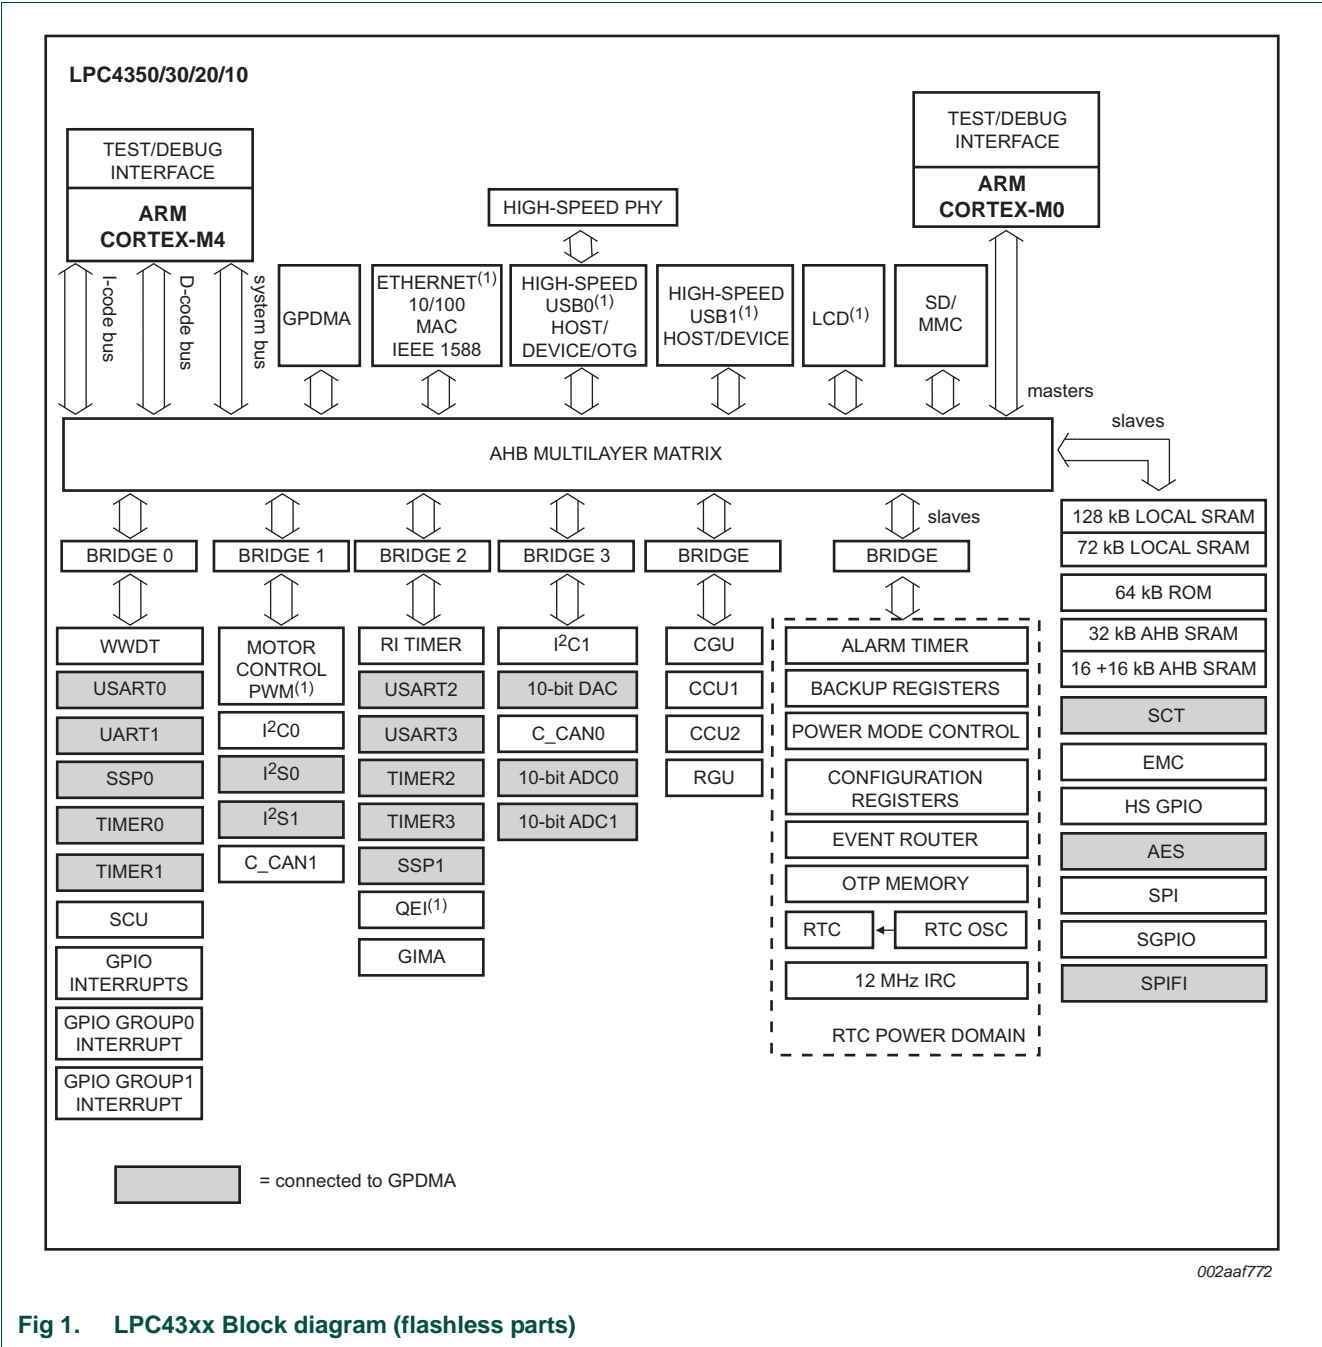 LPC4350/30/20/10
TEST/DEBUG
INTERFACE
ARM
CORTEX-M4
TEST/DEBUG
INTERFACE
ARM
CORTEX-M0
HIGH-SPEED PHY
I-code bus
D-code bus
system bus
GPDMA
ETHERNET(1)
10/100
MAC
IEEE 1588
HIGH-SPEED
USB0(1)
HOST/
DEVICE/OTG
HIGH-SPEED
USB1(1)
HOST/DEVICE
LCD(1)
SD/
MMC
masters
slaves
AHB MULTILAYER MATRIX
slaves
BRIDGE 0
BRIDGE 1
BRIDGE 2
BRIDGE 3
BRIDGE
BRIDGE
WWDT
USART0
UART1
SSP0
TIMER0
TIMER1
SCU
GPIO
INTERRUPTS
GPIO GROUP0
INTERRUPT
GPIO GROUP1
INTERRUPT
MOTOR
CONTROL
PWM(1)
I2C0
I2S0
I2S1
C_CAN1
RI TIMER
USART2
USART3
TIMER2
TIMER3
SSP1
QEI(1)
GIMA
I2C1
10-bit DAC
C_CAN0
10-bit ADC0
10-bit ADC1
CGU
CCU1
CCU2
RGU
ALARM TIMER
BACKUP REGISTERS
POWER MODE CONTROL
CONFIGURATION
REGISTERS
EVENT ROUTER
OTP MEMORY
RTC
RTC OSC
12 MHz IRC
RTC POWER DOMAIN
128 kB LOCAL SRAM
72 kB LOCAL SRAM
64 kB ROM
32 kB AHB SRAM
16 +16 kB AHB SRAM
SCT
EMC
HS GPIO
AES
SPI
SGPIO
SPIFI
= connected to GPDMA
002aaf772
Fig 1. LPC43xx Block diagram (flashless parts)